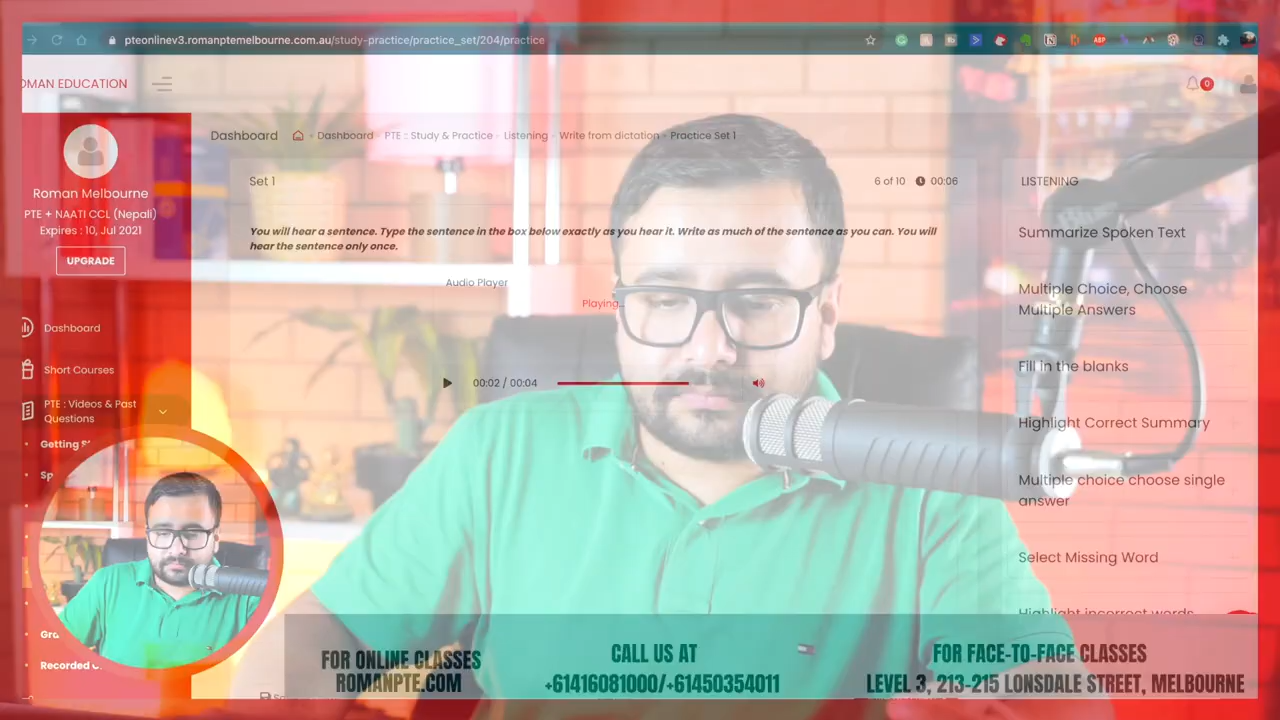 pteonlinev3.romanptemelbourne.com.au/study-practice/practice_set/204/practice
OMAN EDUCATION
0
Roman Melbourne
PTE + NAATI CCL (Nepali)
Expires : 10, Jul 2021
UPGRADE
Dashboard
Short Courses
PTE : Videos & Past
Questions
Getting
Sp
Gra
Recorded
Dashboard - Dashboard - PTE : Study & Practice - Listening - Write from dictation - Practice Set 1
Set 1
6 of 10 00:06
You will hear a sentence. Type the sentence in the box below exactly as you hear it. Write as much of the sentence as you can. You will
hear the sentence only once.
Audio Player
Playing...
00:02 / 00:04
LISTENING
Summarize Spoken Text
Multiple Choice, Choose
Multiple Answers
Fill in the blanks
Highlight Correct Summary
Multiple choice choose single
answer
Select Missing Word
Highlight incorrect words
FOR ONLINE CLASSES
ROMANPTE.COM
CALL US AT
+61416081000/+61450354011
FOR FACE-TO-FACE CLASSES
LEVEL 3, 213-215 LONSDALE STREET, MELBOURNE